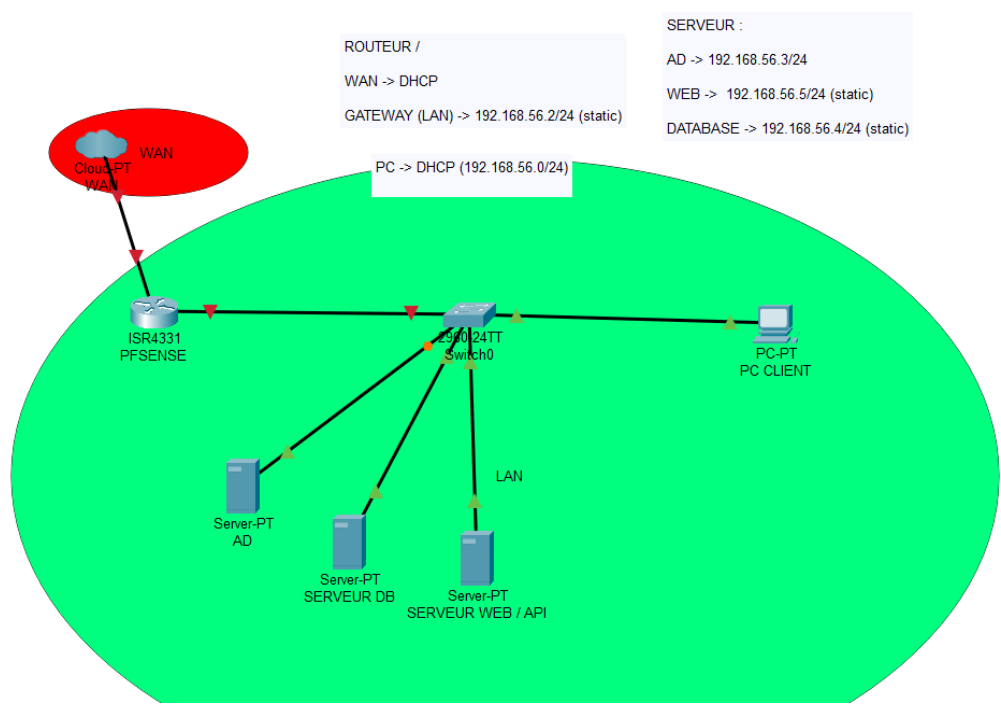 ROUTEUR /
WAN -> DHCP
GATEWAY (LAN) -> 192.168.56.2/24 (static)
PC -> DHCP (192.168.56.0/24)
SERVEUR :
AD -> 192.168.56.3/24
WEB -> 192.168.56.5/24 (static)
DATABASE -> 192.168.56.4/24 (static)
WAN
Cloud-PT
WAN
ISR4331
PFSENSE
2960-24TT
Switch0
PC-PT
PC CLIENT
LAN
Server-PT
AD
Server-PT
SERVEUR DB
Server-PT
SERVEUR WEB / API